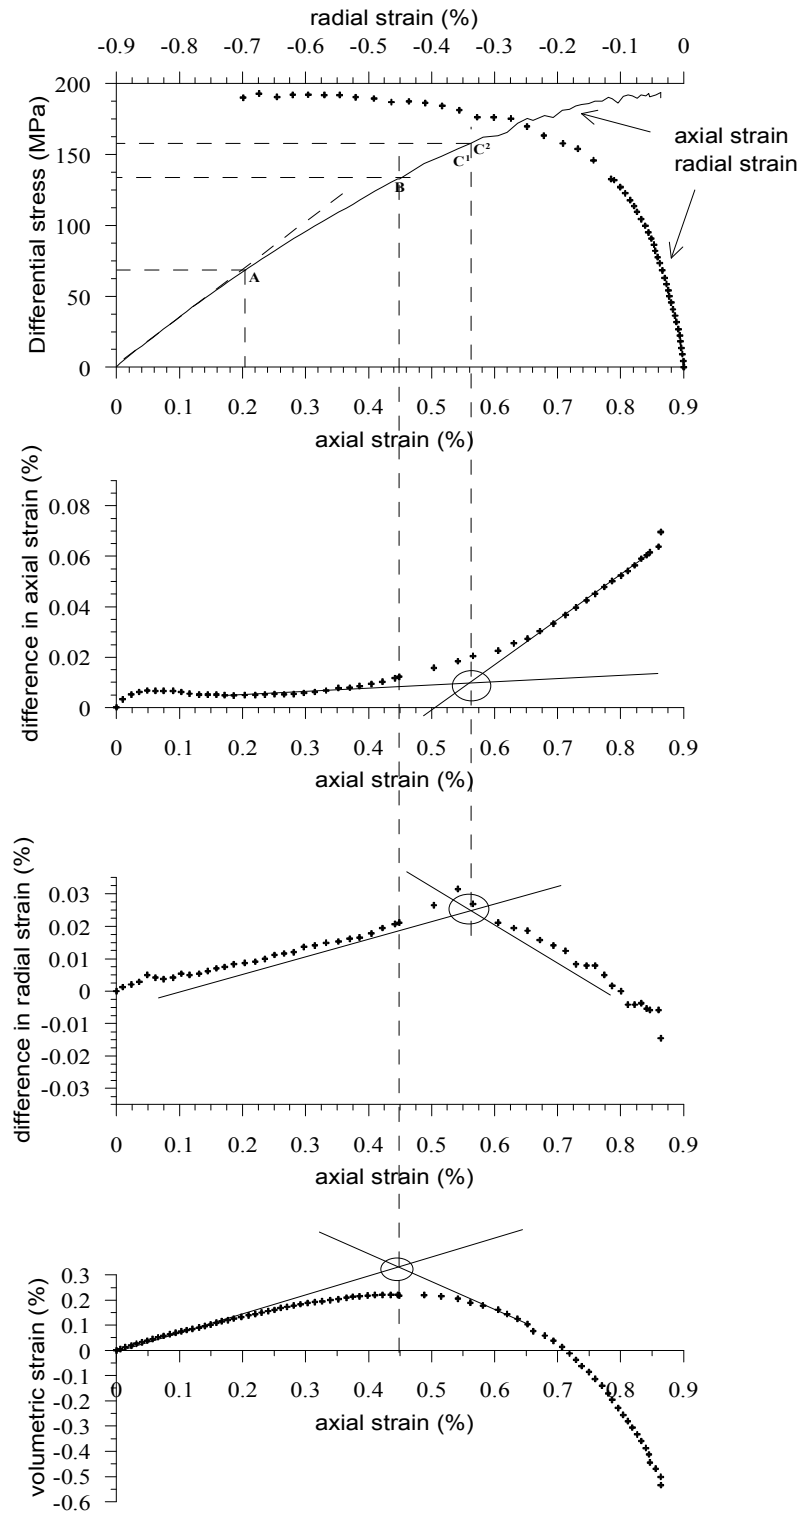 radial strain (%)
-0.9 -0.8 -0.7 -0.6 -0.5 -0.4 -0.3 -0.2 -0.1 0
Differential stress (MPa)
200
150
100
50
0
axial strain
radial strain
A
B
C¹
C²
0 0.1 0.2 0.3 0.4 0.5 0.6 0.7 0.8 0.9
axial strain (%)
difference in axial strain (%)
0.08
0.06
0.04
0.02
0
0 0.1 0.2 0.3 0.4 0.5 0.6 0.7 0.8 0.9
axial strain (%)
difference in radial strain (%)
0.03
0.02
0.01
0
-0.01
-0.02
-0.03
0 0.1 0.2 0.3 0.4 0.5 0.6 0.7 0.8 0.9
axial strain (%)
volumetric strain (%)
0.3
0.2
0.1
0
-0.1
-0.2
-0.3
-0.4
-0.5
-0.6
0 0.1 0.2 0.3 0.4 0.5 0.6 0.7 0.8 0.9
axial strain (%)